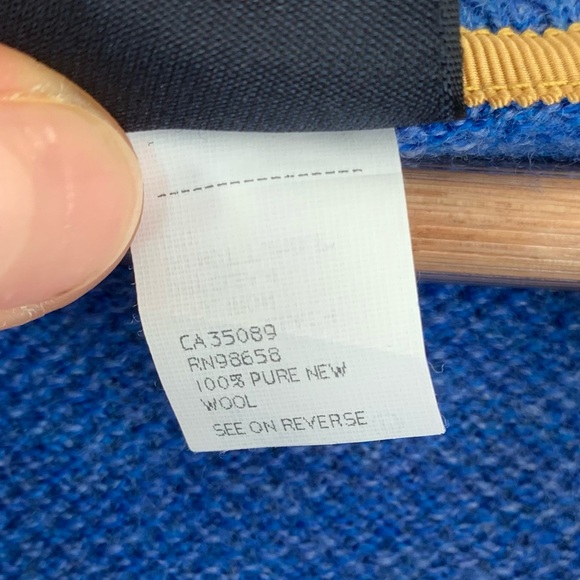 CA35089
RN98658
100% PURE NEW
WOOL
SEE ON REVERSE